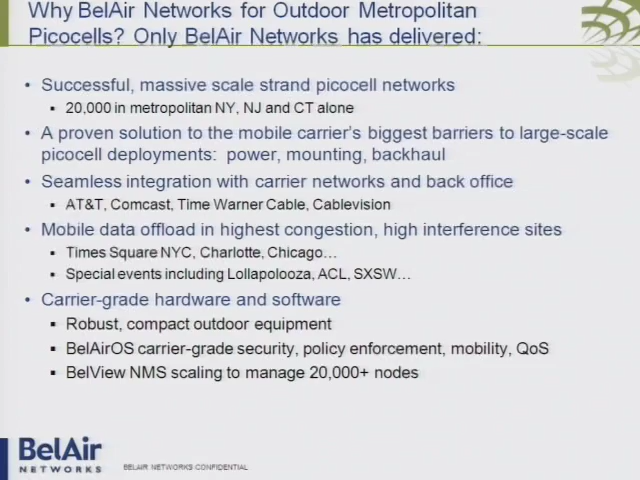 Why BelAir Networks for Outdoor Metropolitan
Picocells? Only BelAir Networks has delivered:
• Successful, massive scale strand picocell networks
▪ 20,000 in metropolitan NY, NJ and CT alone
• A proven solution to the mobile carrier's biggest barriers to large-scale
picocell deployments: power, mounting, backhaul
• Seamless integration with carrier networks and back office
▪ AT&T, Comcast, Time Warner Cable, Cablevision
• Mobile data offload in highest congestion, high interference sites
▪ Times Square NYC, Charlotte, Chicago…
▪ Special events including Lollapolooza, ACL, SXSW…
• Carrier-grade hardware and software
▪ Robust, compact outdoor equipment
▪ BelAirOS carrier-grade security, policy enforcement, mobility, QoS
▪ BelView NMS scaling to manage 20,000+ nodes
BelAir
NETWORKS
BELAIR NETWORKS CONFIDENTIAL